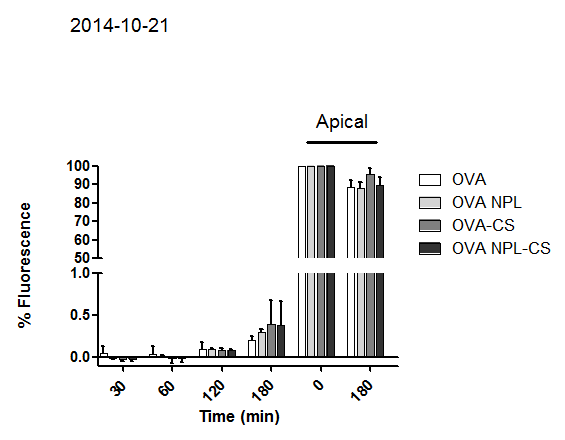 2014-10-21
Apical
100
90
80
70
60
50
1.0
0.5
0.0
% Fluorescence
30 60 120 180 0 180
Time (min)
OVA
OVA NPL
OVA-CS
OVA NPL-CS